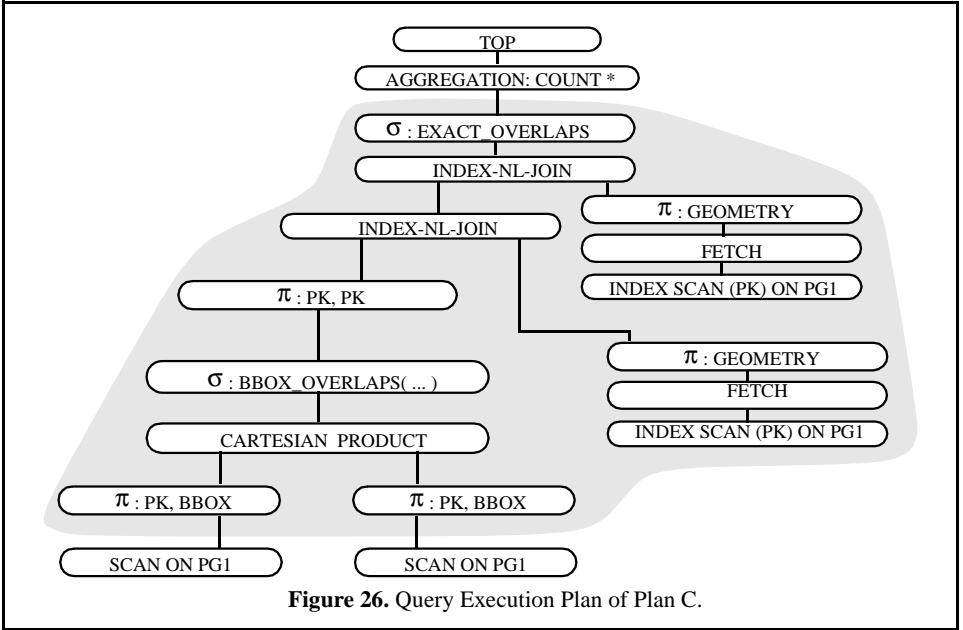 TOP
AGGREGATION: COUNT *
σ : EXACT_OVERLAPS
INDEX-NL-JOIN
π : GEOMETRY
INDEX-NL-JOIN
FETCH
INDEX SCAN (PK) ON PG1
π : PK, PK
π : GEOMETRY
σ : BBOX_OVERLAPS( ... )
FETCH
CARTESIAN PRODUCT
INDEX SCAN (PK) ON PG1
π : PK, BBOX
π : PK, BBOX
SCAN ON PG1
SCAN ON PG1
Figure 26. Query Execution Plan of Plan C.